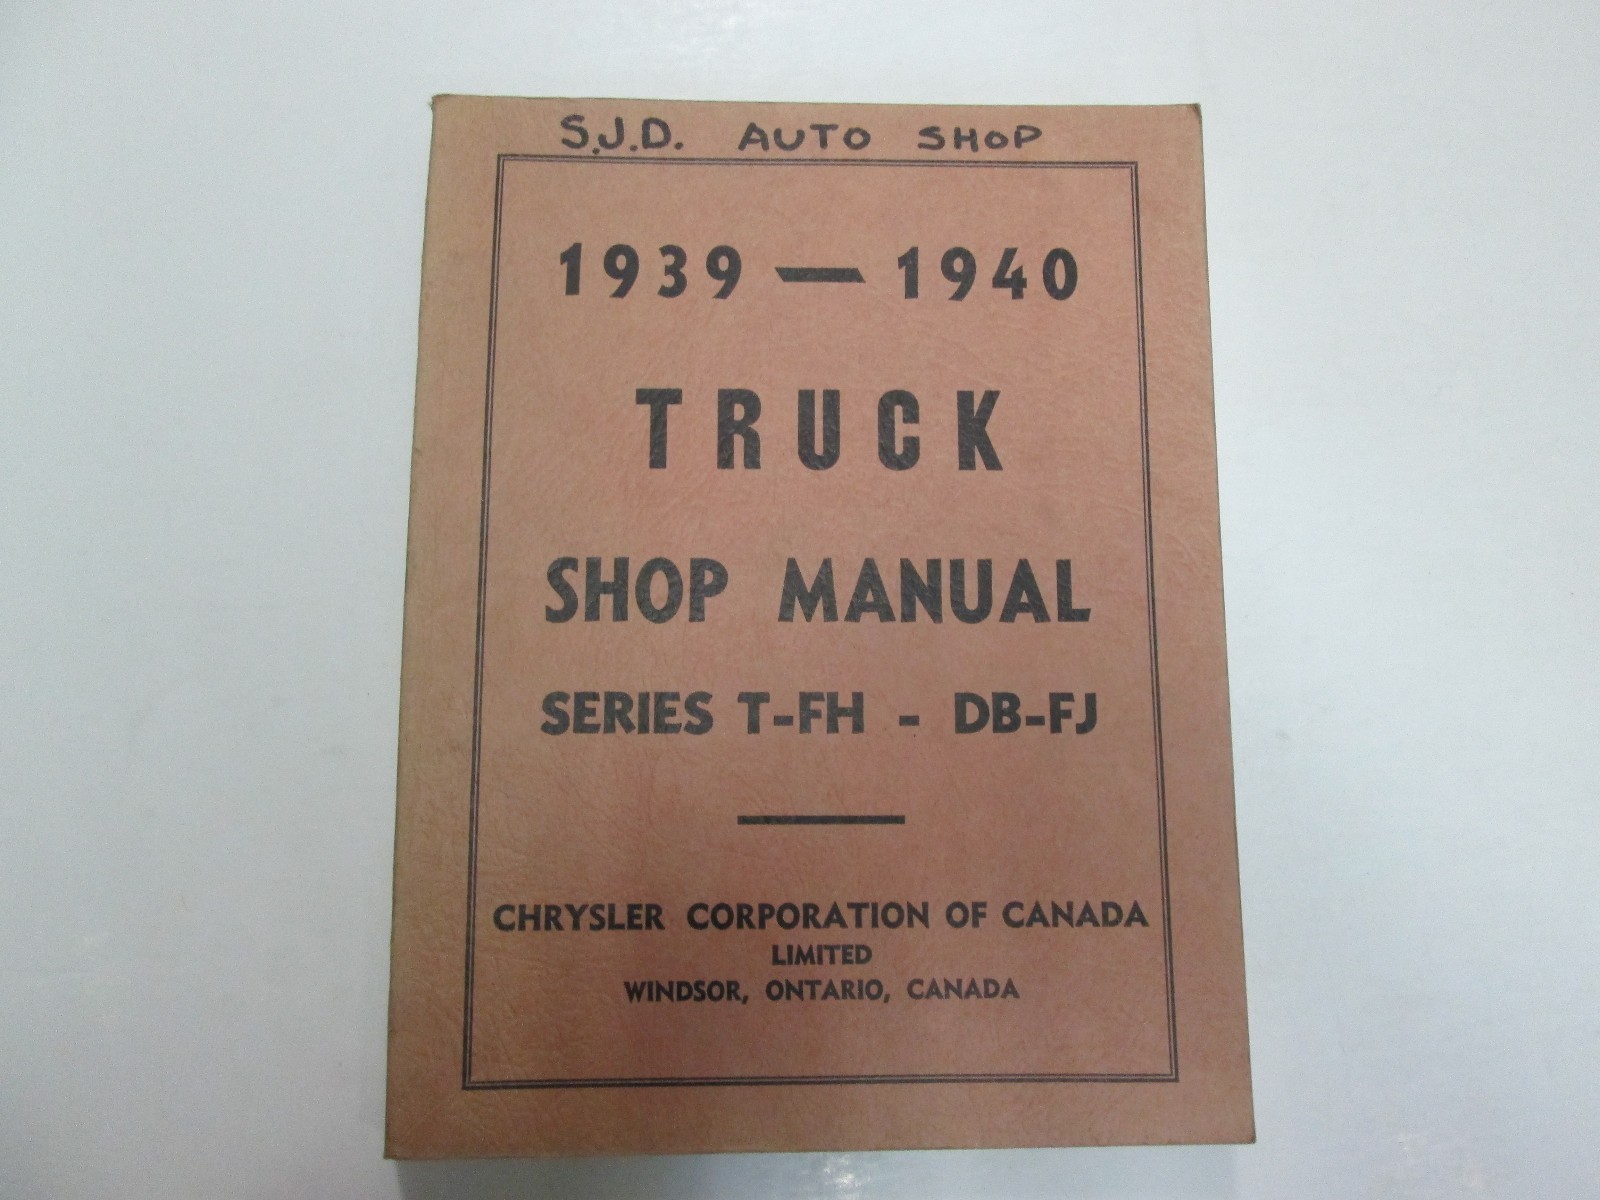 S.J.D. AUTO SHOP
1939 — 1940
TRUCK
SHOP MANUAL
SERIES T-FH - DB-FJ
CHRYSLER CORPORATION OF CANADA
LIMITED
WINDSOR, ONTARIO, CANADA